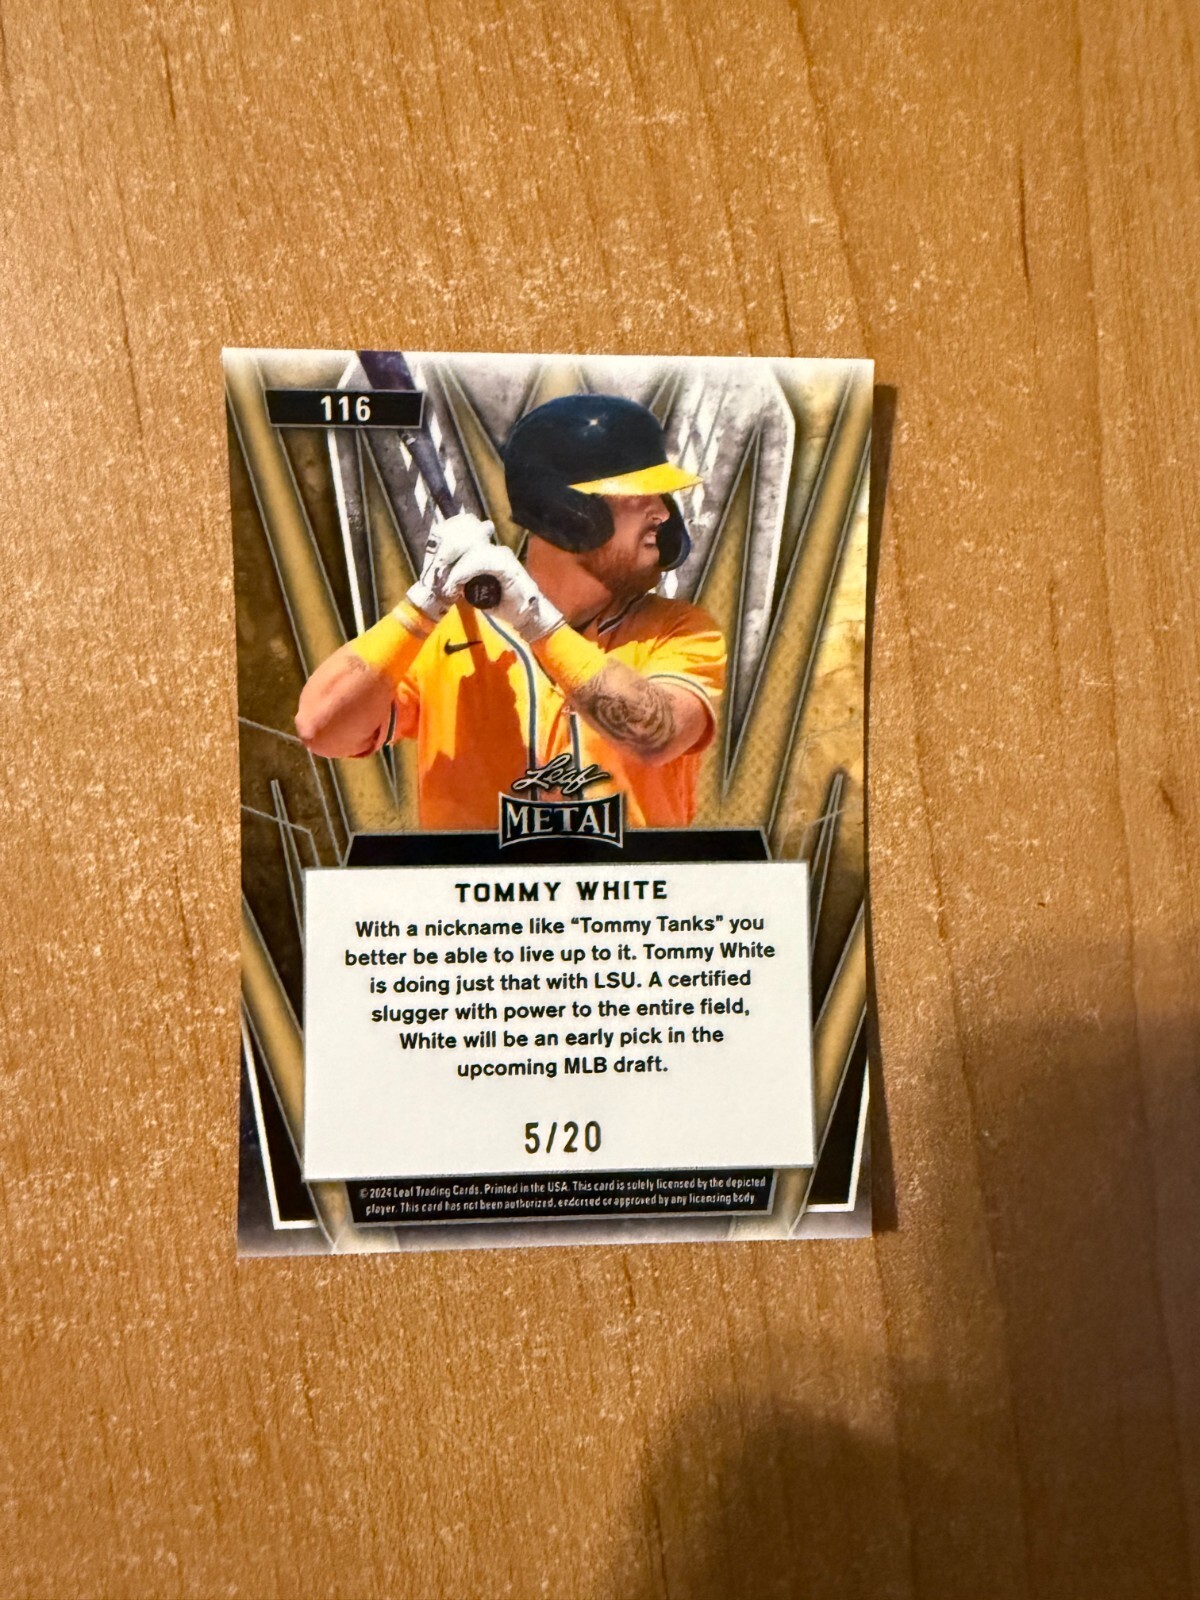 116
Leaf
METAL
TOMMY WHITE
With a nickname like “Tommy Tanks” you
better be able to live up to it. Tommy White
is doing just that with LSU. A certified
slugger with power to the entire field,
White will be an early pick in the
upcoming MLB draft.
5/20
© 2024 Leaf Trading Cards. Printed in the USA. This card is solely licensed by the depicted
player. This card has not been authorized, endorsed or approved by any licensing body.